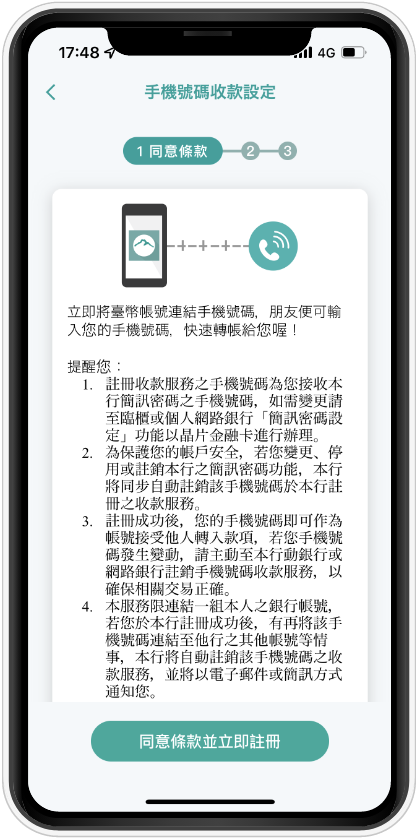 17:48
4G
手機號碼收款設定
1 同意條款
2
3
立即將臺幣帳號連結手機號碼，朋友便可輸
入您的手機號碼，快速轉帳給您喔！
提醒您：
1. 註冊收款服務之手機號碼為您接收本
行簡訊密碼之手機號碼，如需變更請
至臨櫃或個人網路銀行「簡訊密碼設
定」功能以晶片金融卡進行辦理。
2. 為保護您的帳戶安全，若您變更、停
用或註銷本行之簡訊密碼功能，本行
將同步自動註銷該手機號碼於本行註
冊之收款服務。
3. 註冊成功後，您的手機號碼即可作為
帳號接受他人轉入款項，若您手機號
碼發生變動，請主動至本行動銀行或
網路銀行註銷手機號碼收款服務，以
確保相關交易正確。
4. 本服務限連結一組本人之銀行帳號，
若您於本行註冊成功後，有再將該手
機號碼連結至他行之其他帳號等情
事，本行將自動註銷該手機號碼之收
款服務，並將以電子郵件或簡訊方式
通知您。
同意條款並立即註冊